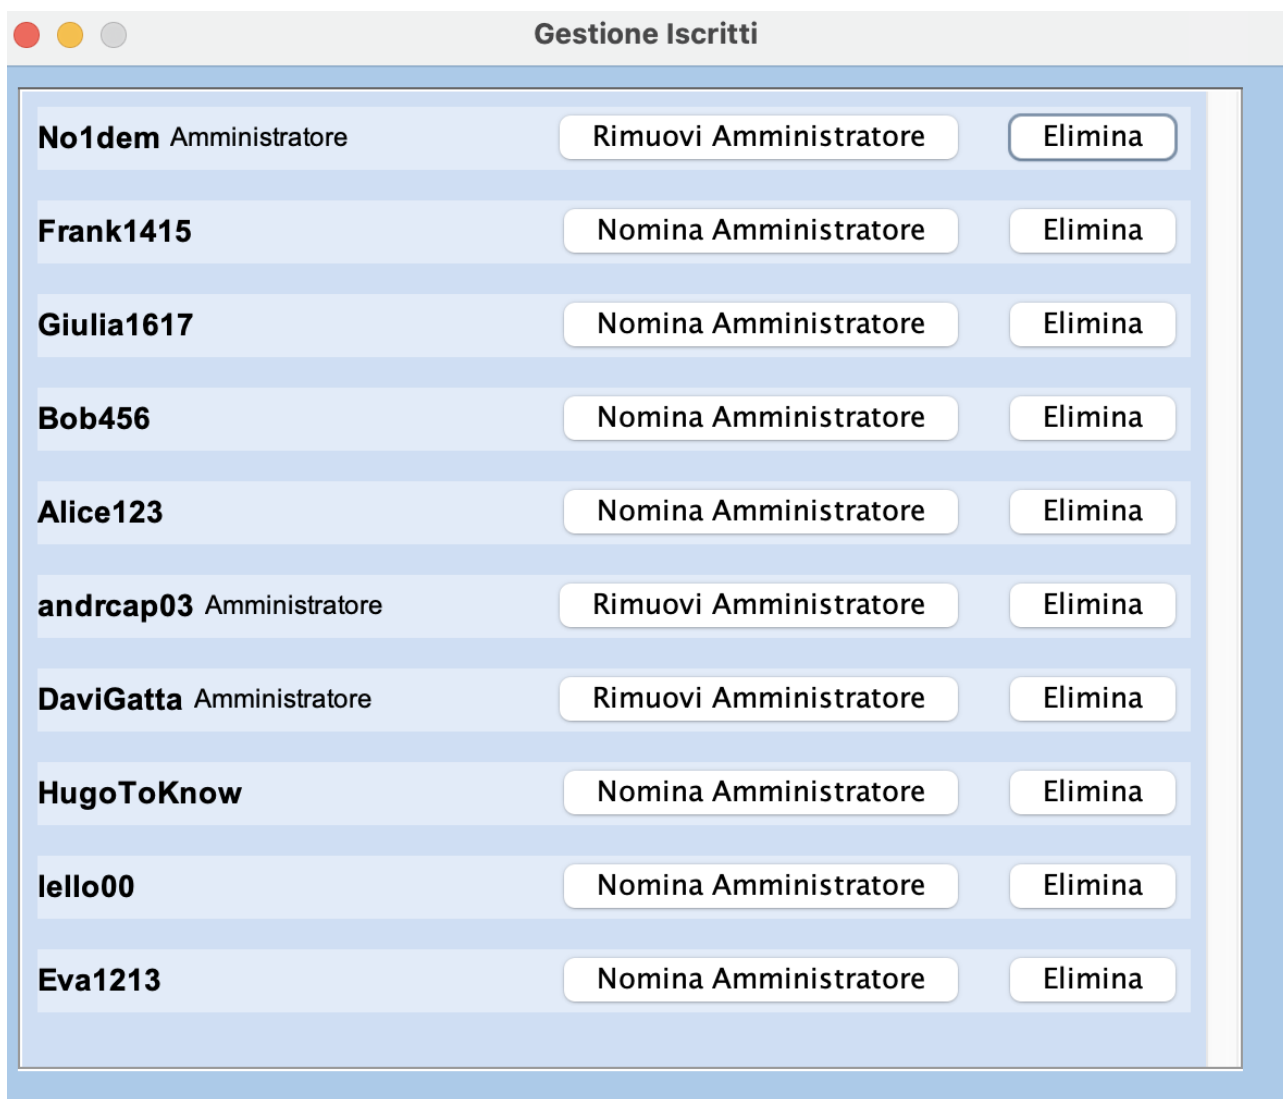 Gestione Iscritti
No1dem Amministratore Rimuovi Amministratore Elimina
Frank1415 Nomina Amministratore Elimina
Giulia1617 Nomina Amministratore Elimina
Bob456 Nomina Amministratore Elimina
Alice123 Nomina Amministratore Elimina
andrcap03 Amministratore Rimuovi Amministratore Elimina
DaviGatta Amministratore Rimuovi Amministratore Elimina
HugoToKnow Nomina Amministratore Elimina
lello00 Nomina Amministratore Elimina
Eva1213 Nomina Amministratore Elimina